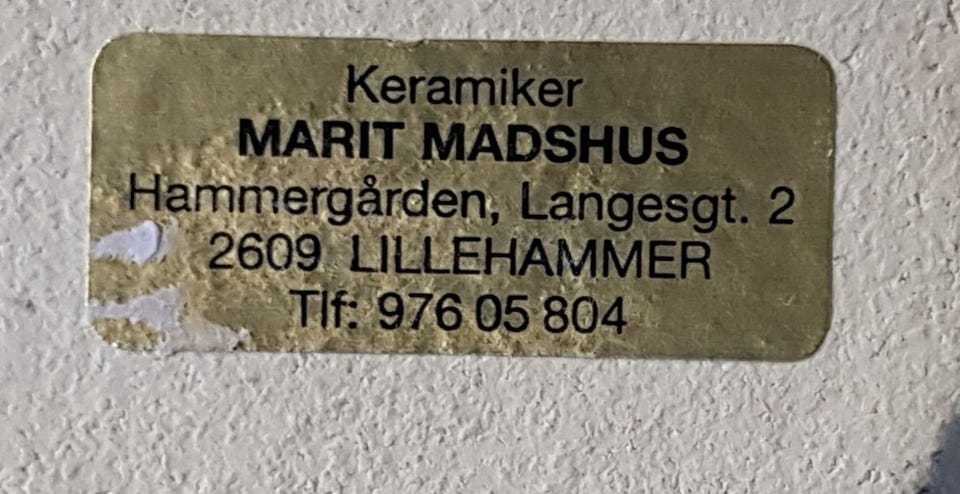 Keramiker
MARIT MADSHUS
Hammergården, Langesgt. 2
2609 LILLEHAMMER
Tlf: 976 05 804